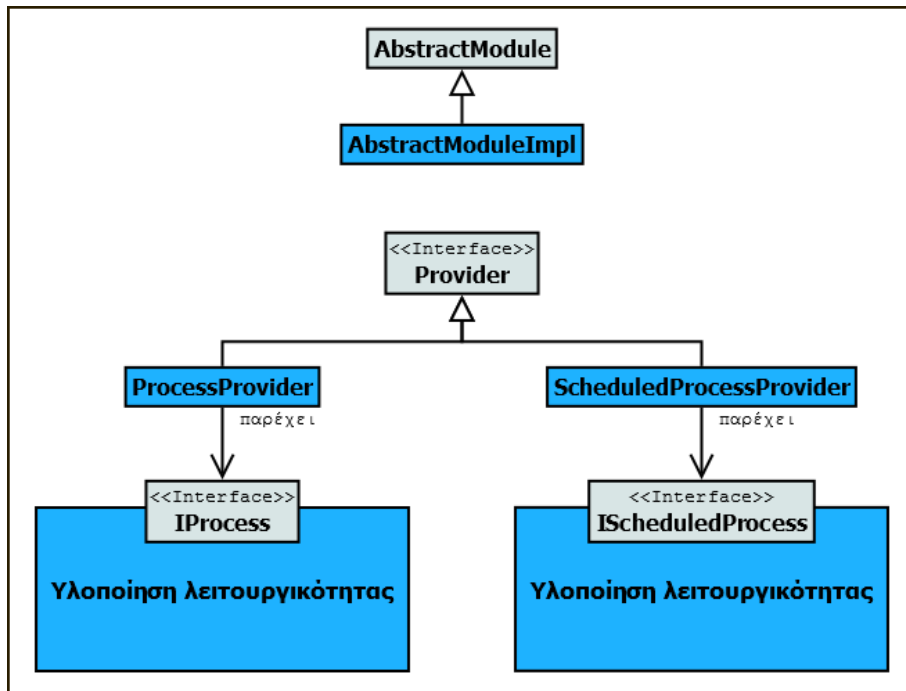 AbstractModule
AbstractModuleImpl
<<Interface>>
Provider
ProcessProvider
ScheduledProcessProvider
παρέχει
παρέχει
<<Interface>>
IProcess
<<Interface>>
IScheduledProcess
Υλοποίηση λειτουργικότητας
Υλοποίηση λειτουργικότητας